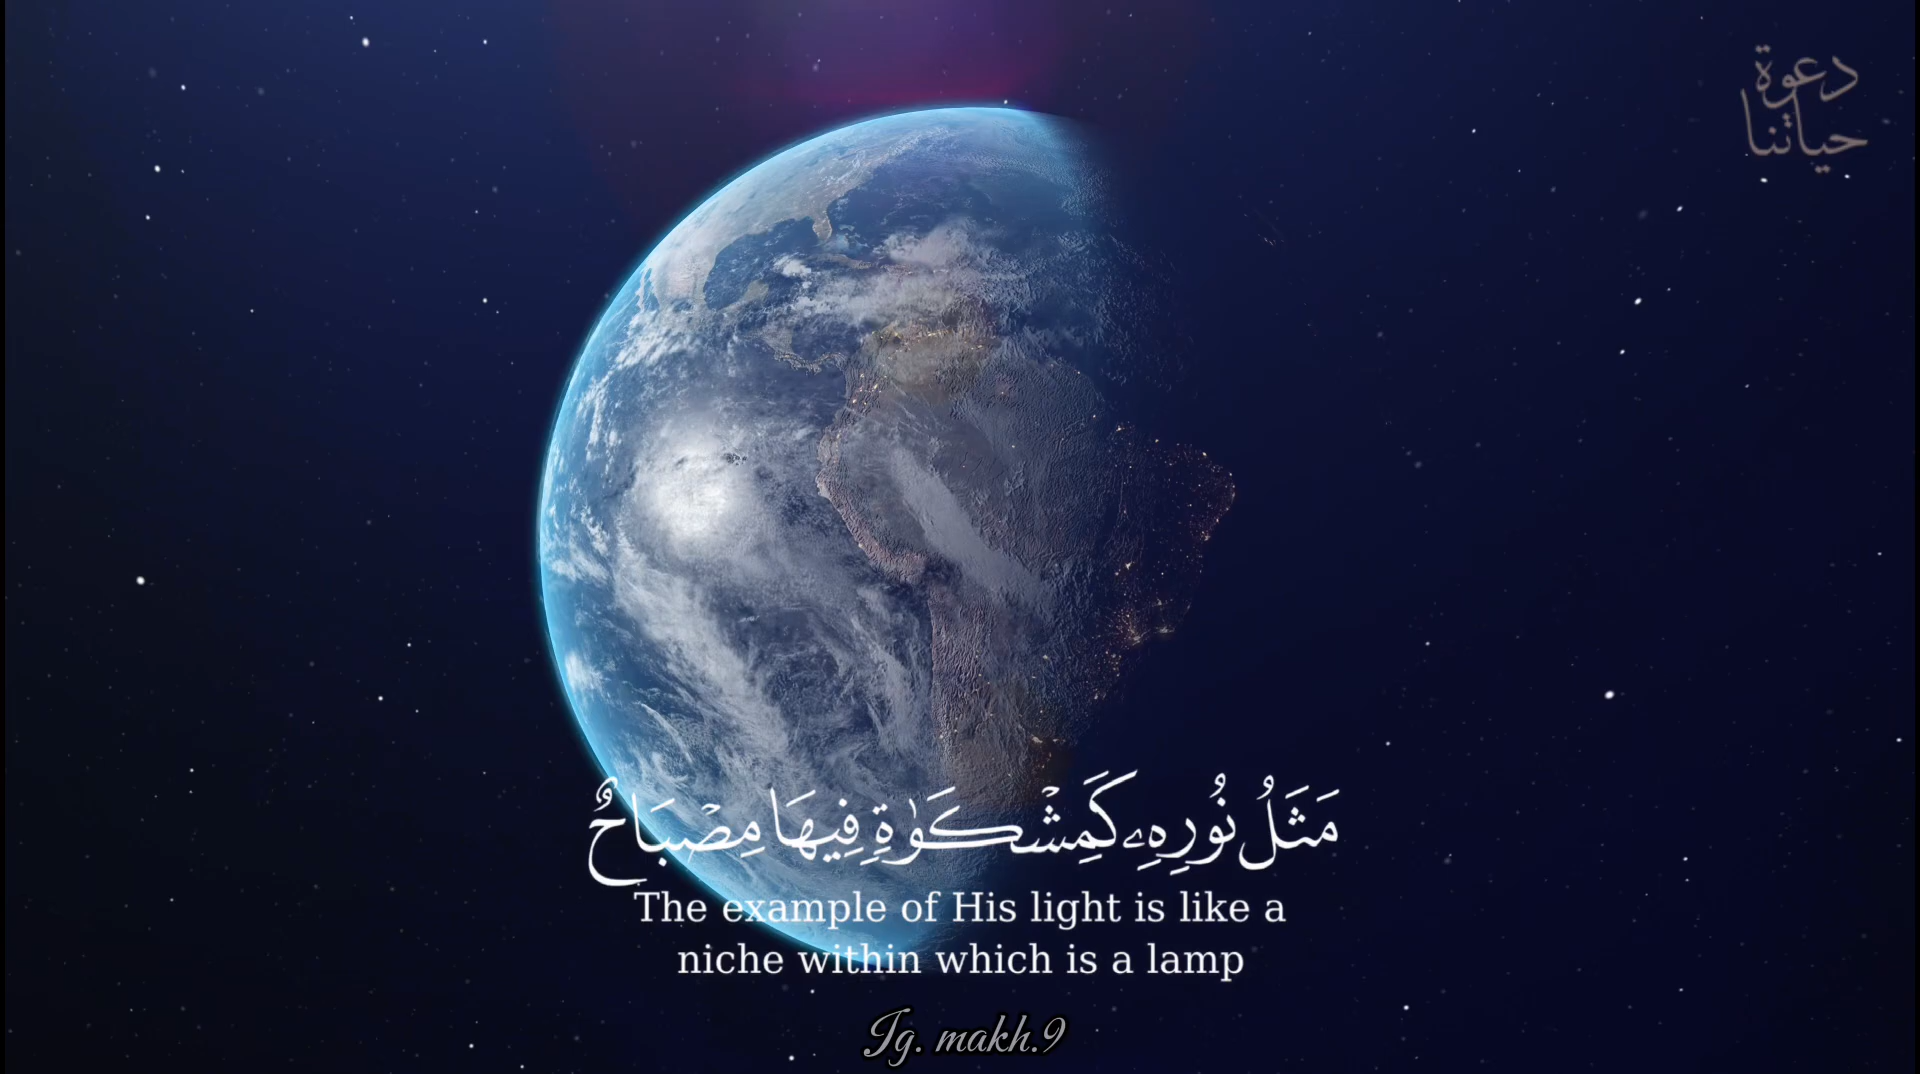 دعوة
حياتنا
مَثَلُ نُورِهِۦ كَمِشْكَوٰةٍ فِيهَا مِصْبَاحٌ
The example of His light is like a
niche within which is a lamp
Ig. makh.9